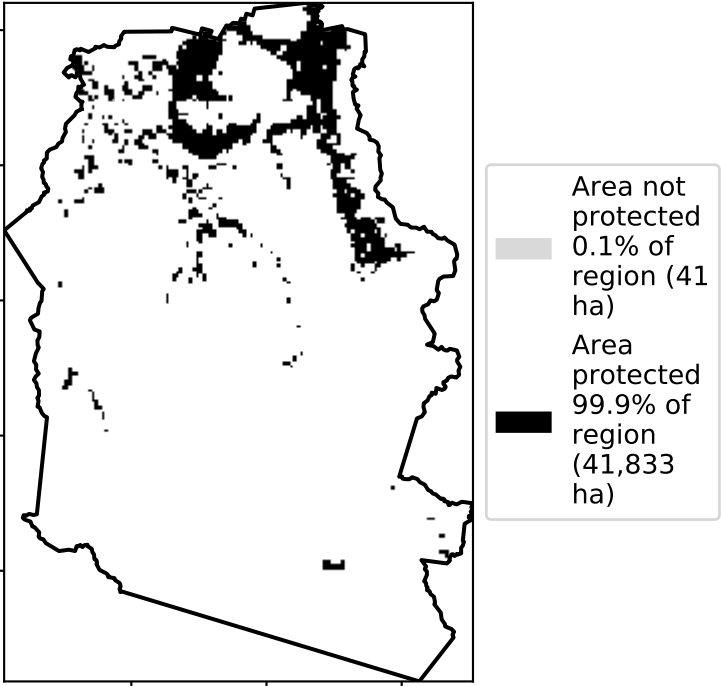 Area not
protected
0.1% of
region (41
ha)
Area
protected
99.9% of
region
(41,833
ha)